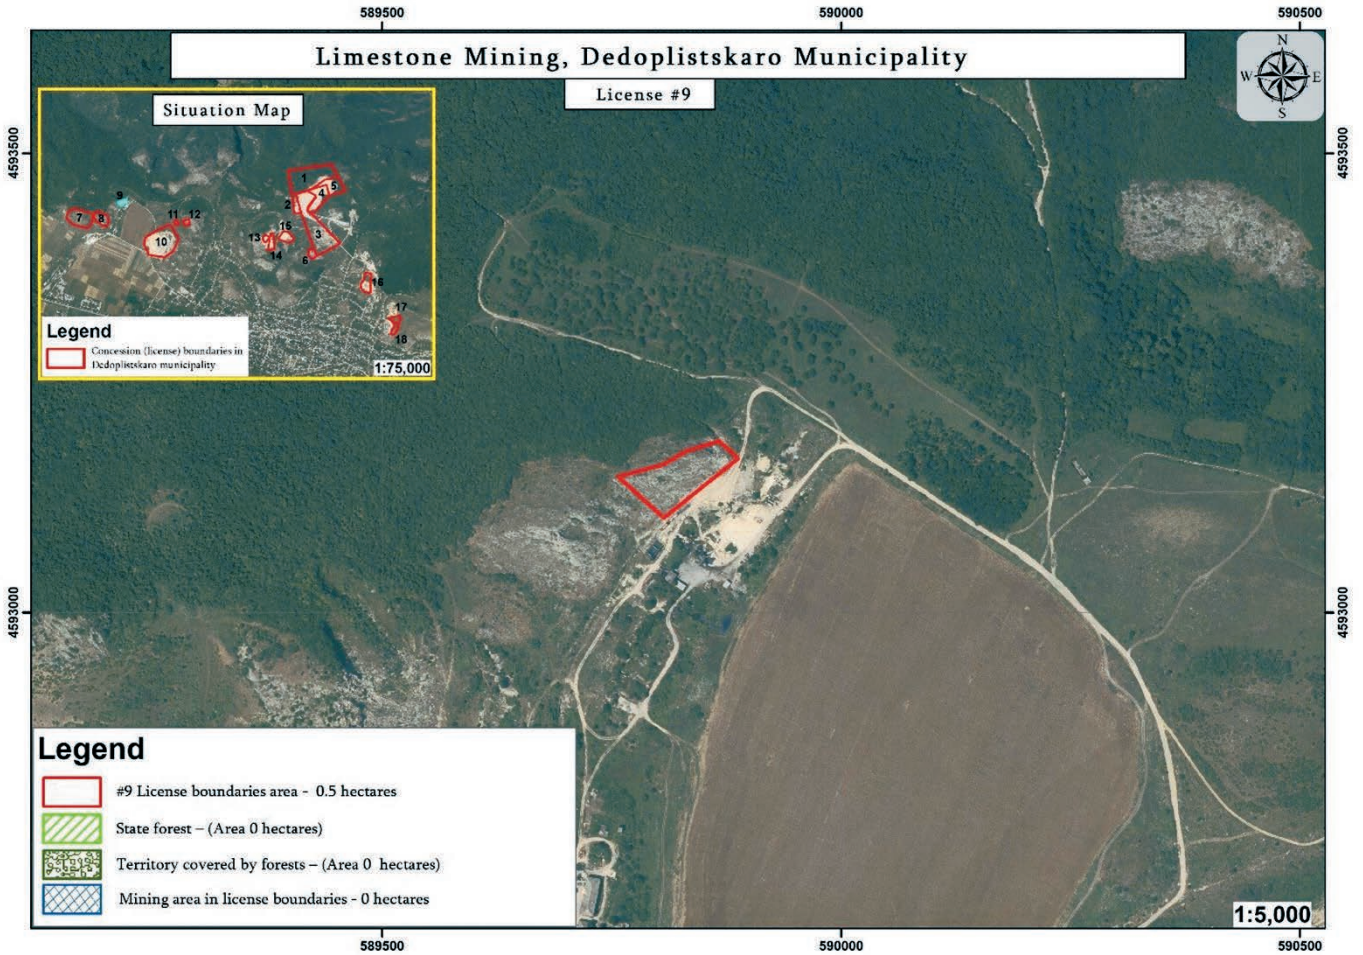 589500
590000
590500
Limestone Mining, Dedoplistskaro Municipality
License #9
N
W
E
S
4593500
4593500
Situation Map
1
5
4
2
9
7
8
11
12
10
3
13
15
14
6
16
17
18
Legend
Concession (license) boundaries in
Dedoplistskaro municipality
1:75,000
4593000
4593000
Legend
#9 License boundaries area - 0.5 hectares
State forest – (Area 0 hectares)
Territory covered by forests – (Area 0 hectares)
Mining area in license boundaries - 0 hectares
1:5,000
589500
590000
590500